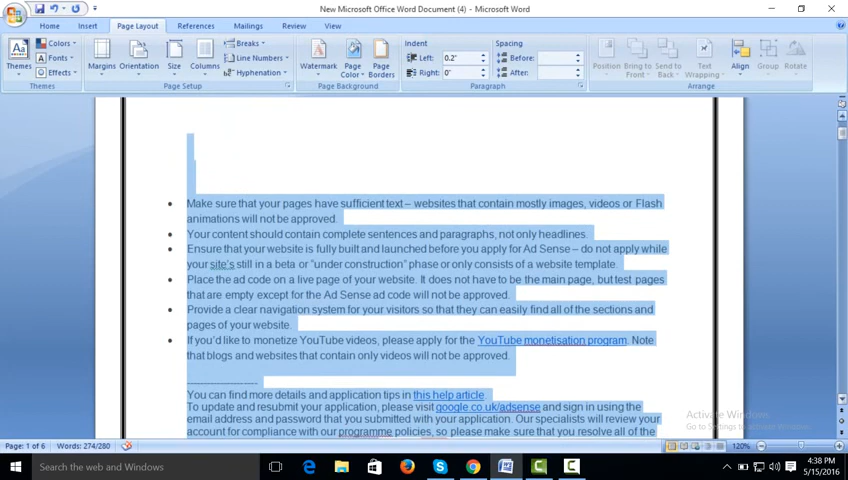 New Microsoft Office Word Document (4) - Microsoft Word
Home Insert Page Layout References Mailings Review View
Themes Colors Fonts Effects
Margins Orientation Size Columns Breaks Line Numbers Hyphenation
Watermark Page Color Page Borders
Indent Left: 0.2" Right: 0"
Spacing Before: After:
Position Bring to Front Send to Back Text Wrapping Align Group Rotate
Themes Page Setup Page Background Paragraph Arrange
• Make sure that your pages have sufficient text – websites that contain mostly images, videos or Flash
animations will not be approved.
• Your content should contain complete sentences and paragraphs, not only headlines.
• Ensure that your website is fully built and launched before you apply for Ad Sense – do not apply while
your site's still in a beta or "under construction" phase or only consists of a website template.
• Place the ad code on a live page of your website. It does not have to be the main page, but test pages
that are empty except for the Ad Sense ad code will not be approved.
• Provide a clear navigation system for your visitors so that they can easily find all of the sections and
pages of your website.
• If you'd like to monetize YouTube videos, please apply for the YouTube monetisation program. Note
that blogs and websites that contain only videos will not be approved.
You can find more details and application tips in this help article.
To update and resubmit your application, please visit google.co.uk/adsense and sign in using the
email address and password that you submitted with your application. Our specialists will review your
account for compliance with our programme policies, so please make sure that you resolve all of the
Activate Windows
Go to Settings to activate Windows
Page: 1 of 6 Words: 274/280 120%
Search the web and Windows
4:38 PM
5/15/2016